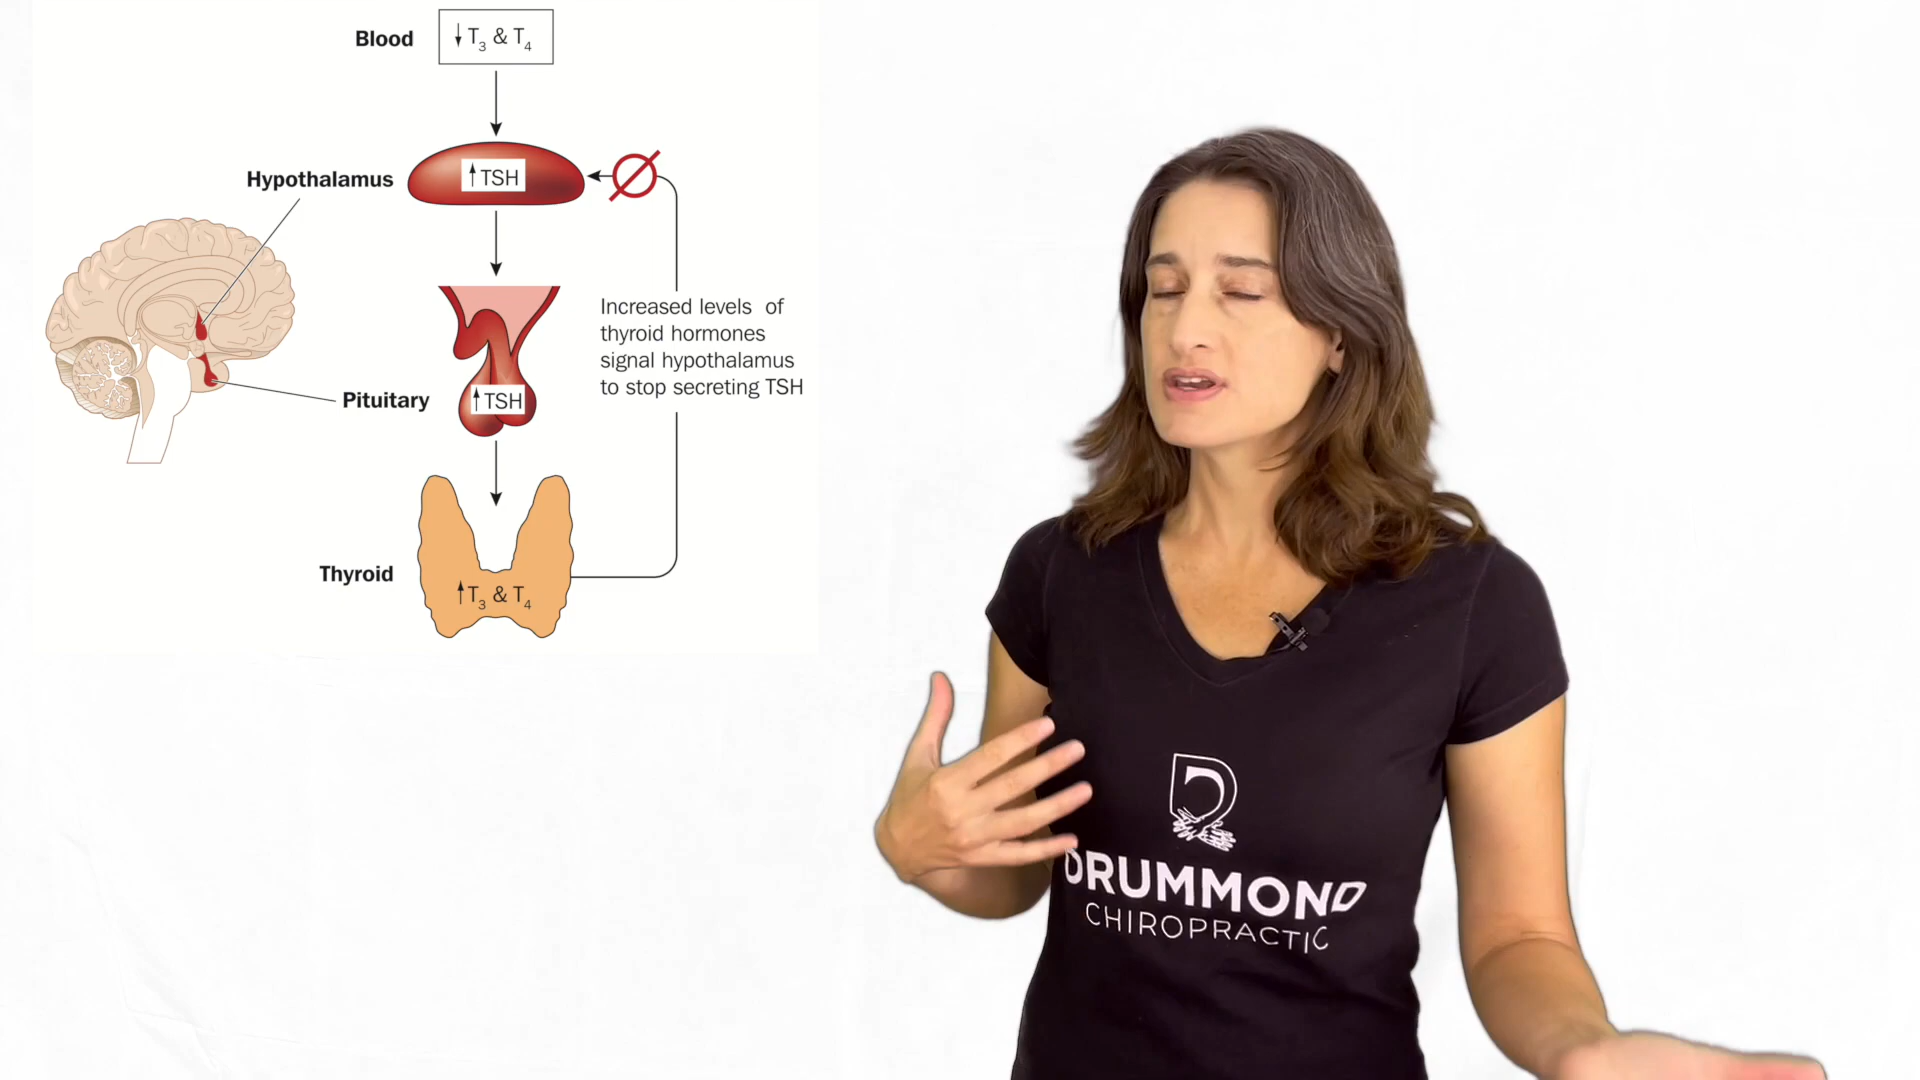 Blood
↓T3 & T4
Hypothalamus
↑TSH
Increased levels of
thyroid hormones
signal hypothalamus
to stop secreting TSH
Pituitary
↑TSH
Thyroid
↑T3 & T4
DRUMMOND
CHIROPRACTIC